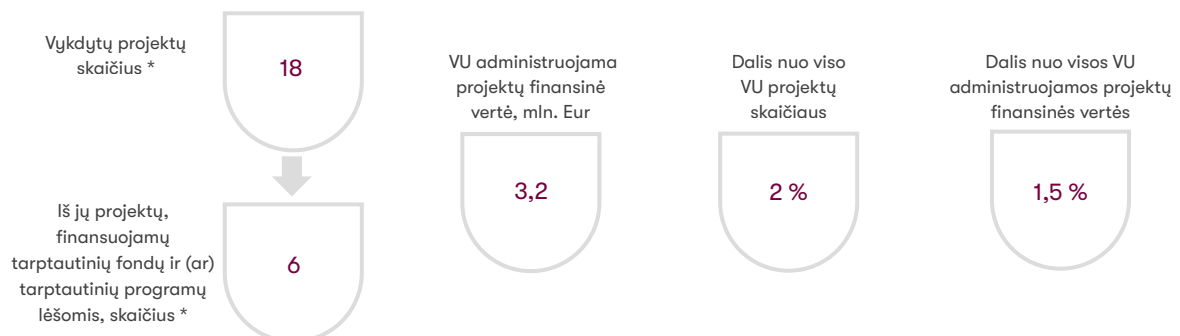 Vykdytų projektų
skaičius *
18
Iš jų projektų,
finansuojamų
tarptautinių fondų ir (ar)
tarptautinių programų
lėšomis, skaičius *
6
VU administruojama
projektų finansinė
vertė, mln. Eur
3,2
Dalis nuo viso
VU projektų
skaičiaus
2 %
Dalis nuo visos VU
administruojamos projektų
finansinės vertės
1,5 %